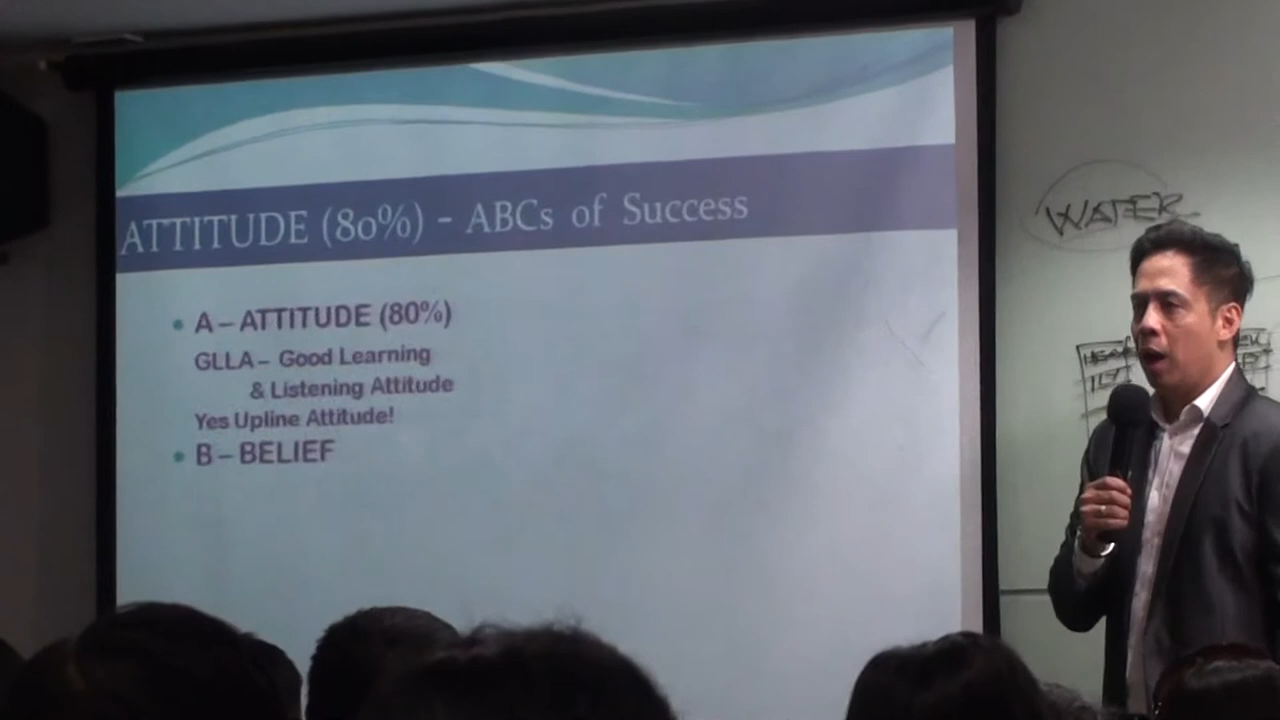 ATTITUDE (80%) – ABCs of Success
• A – ATTITUDE (80%)
GLLA – Good Learning
& Listening Attitude
Yes Upline Attitude!
• B – BELIEF
WATER